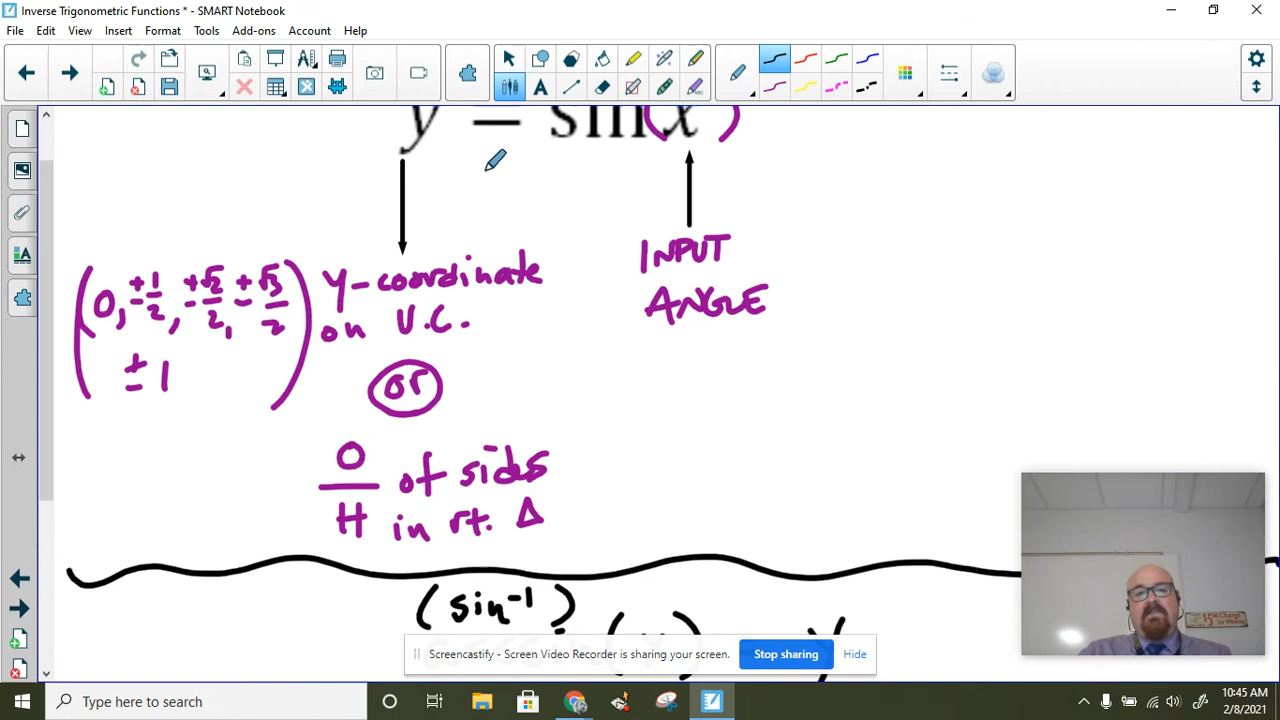 Inverse Trigonometric Functions * - SMART Notebook
File Edit View Insert Format Tools Add-ons Account Help
y = sin(x)
INPUT
ANGLE
(0, ±1/2, ±√2/2, ±√3/2
±1)
Y-coordinate
on U.C.
or
O/H of sides
in rt. Δ
(sin⁻¹)
(x) y
Screencastify - Screen Video Recorder is sharing your screen. Stop sharing Hide
Type here to search
10:45 AM
2/8/2021